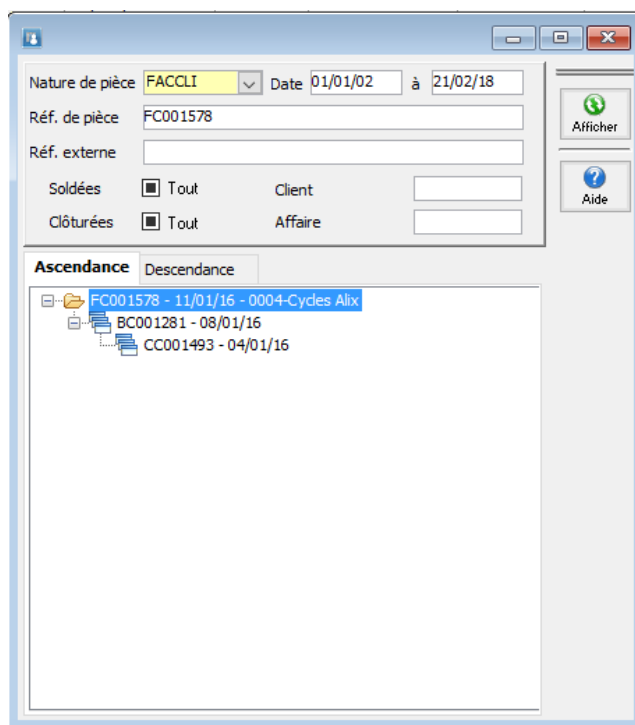 Nature de pièce FACCLI Date 01/01/02 à 21/02/18
Réf. de pièce FC001578
Réf. externe
Soldées Tout Client
Clôturées Tout Affaire
Afficher
Aide
Ascendance Descendance
FC001578 - 11/01/16 - 0004-Cycles Alix
BC001281 - 08/01/16
CC001493 - 04/01/16